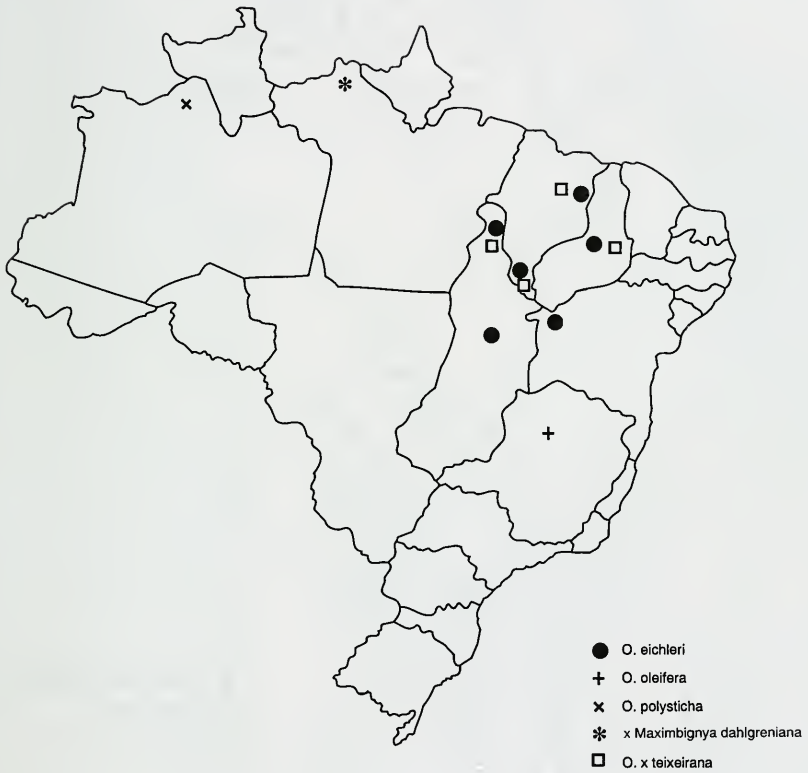 O. eichleri
O. oleifera
O. polysticha
x Maximbignya dahlgreniana
O. x teixeirana